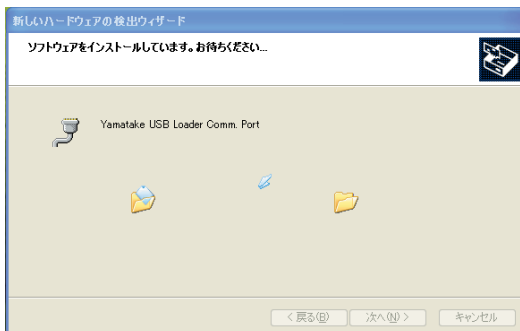 新しいハードウェアの検出ウィザード
ソフトウェアをインストールしています。お待ちください...
Yamatake USB Loader Comm. Port
< 戻る(B)
次へ(N) >
キャンセル